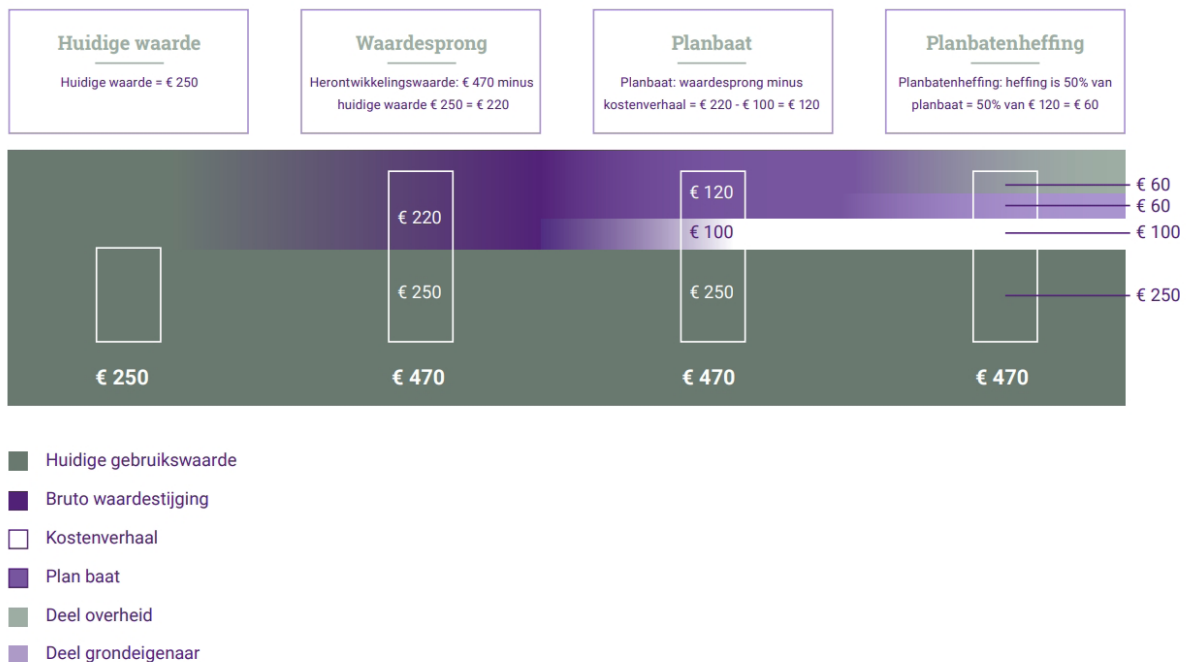 Huidige waarde
Huidige waarde = € 250
Waardesprong
Herontwikkelingswaarde: € 470 minus
huidige waarde € 250 = € 220
Planbaat
Planbaat: waardesprong minus
kostenverhaal = € 220 - € 100 = € 120
Planbatenheffing
Planbatenheffing: heffing is 50% van
planbaat = 50% van € 120 = € 60
€ 220
€ 250
€ 120
€ 100
€ 250
€ 60
€ 60
€ 100
€ 250
€ 250
€ 470
€ 470
€ 470
Huidige gebruikswaarde
Bruto waardestijging
Kostenverhaal
Plan baat
Deel overheid
Deel grondeigenaar